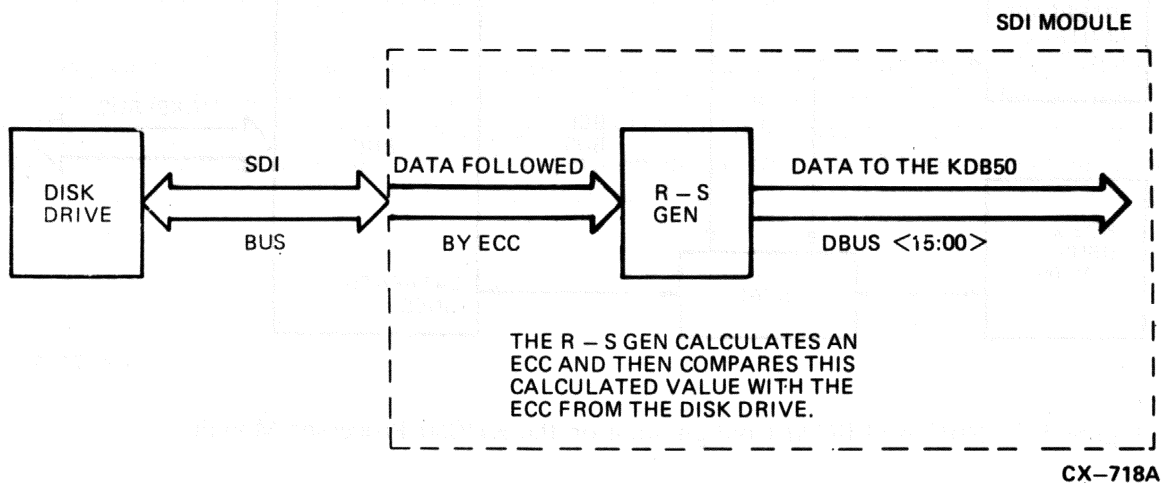 SDI MODULE
DISK
DRIVE
SDI
BUS
DATA FOLLOWED
BY ECC
R – S
GEN
DATA TO THE KDB50
DBUS <15:00>
THE R – S GEN CALCULATES AN
ECC AND THEN COMPARES THIS
CALCULATED VALUE WITH THE
ECC FROM THE DISK DRIVE.
CX–718A